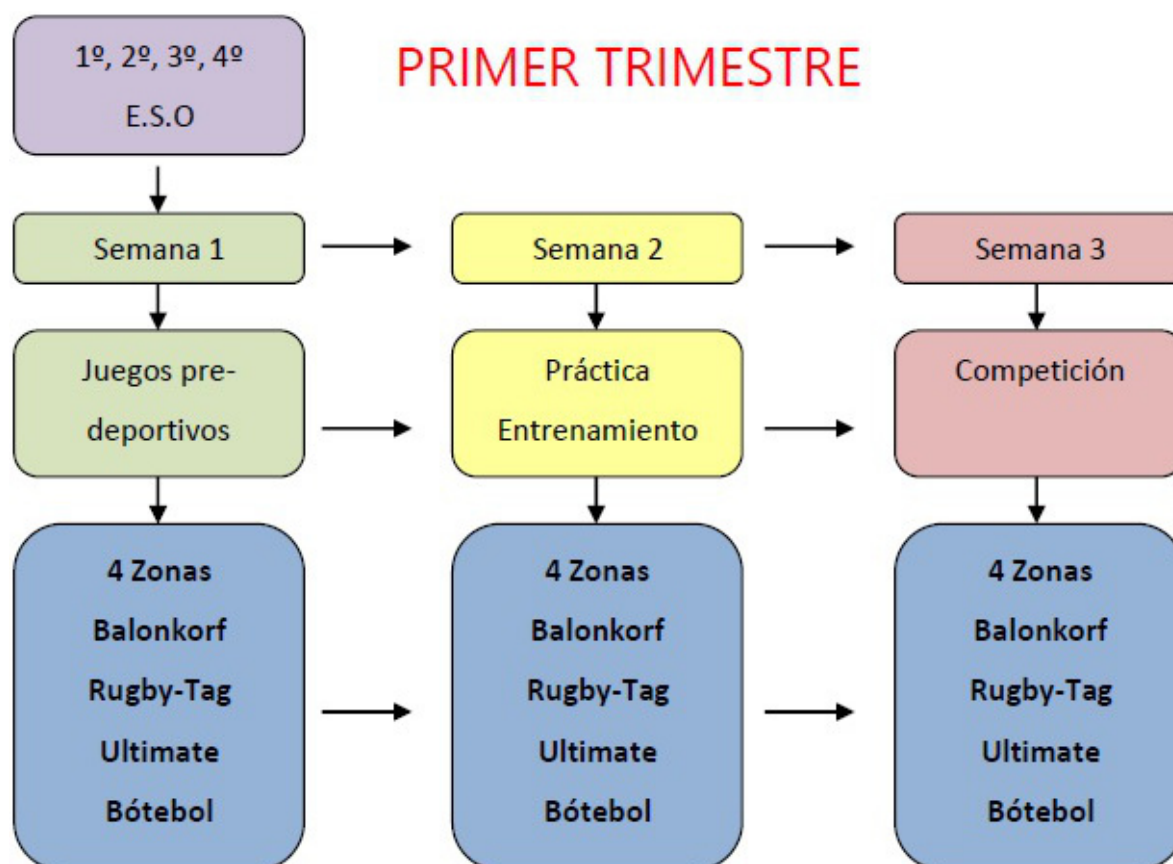 1º, 2º, 3º, 4º
E.S.O
PRIMER TRIMESTRE
Semana 1
Semana 2
Semana 3
Juegos pre-
deportivos
Práctica
Entrenamiento
Competición
4 Zonas
Balonkorf
Rugby-Tag
Ultimate
Bótebol
4 Zonas
Balonkorf
Rugby-Tag
Ultimate
Bótebol
4 Zonas
Balonkorf
Rugby-Tag
Ultimate
Bótebol